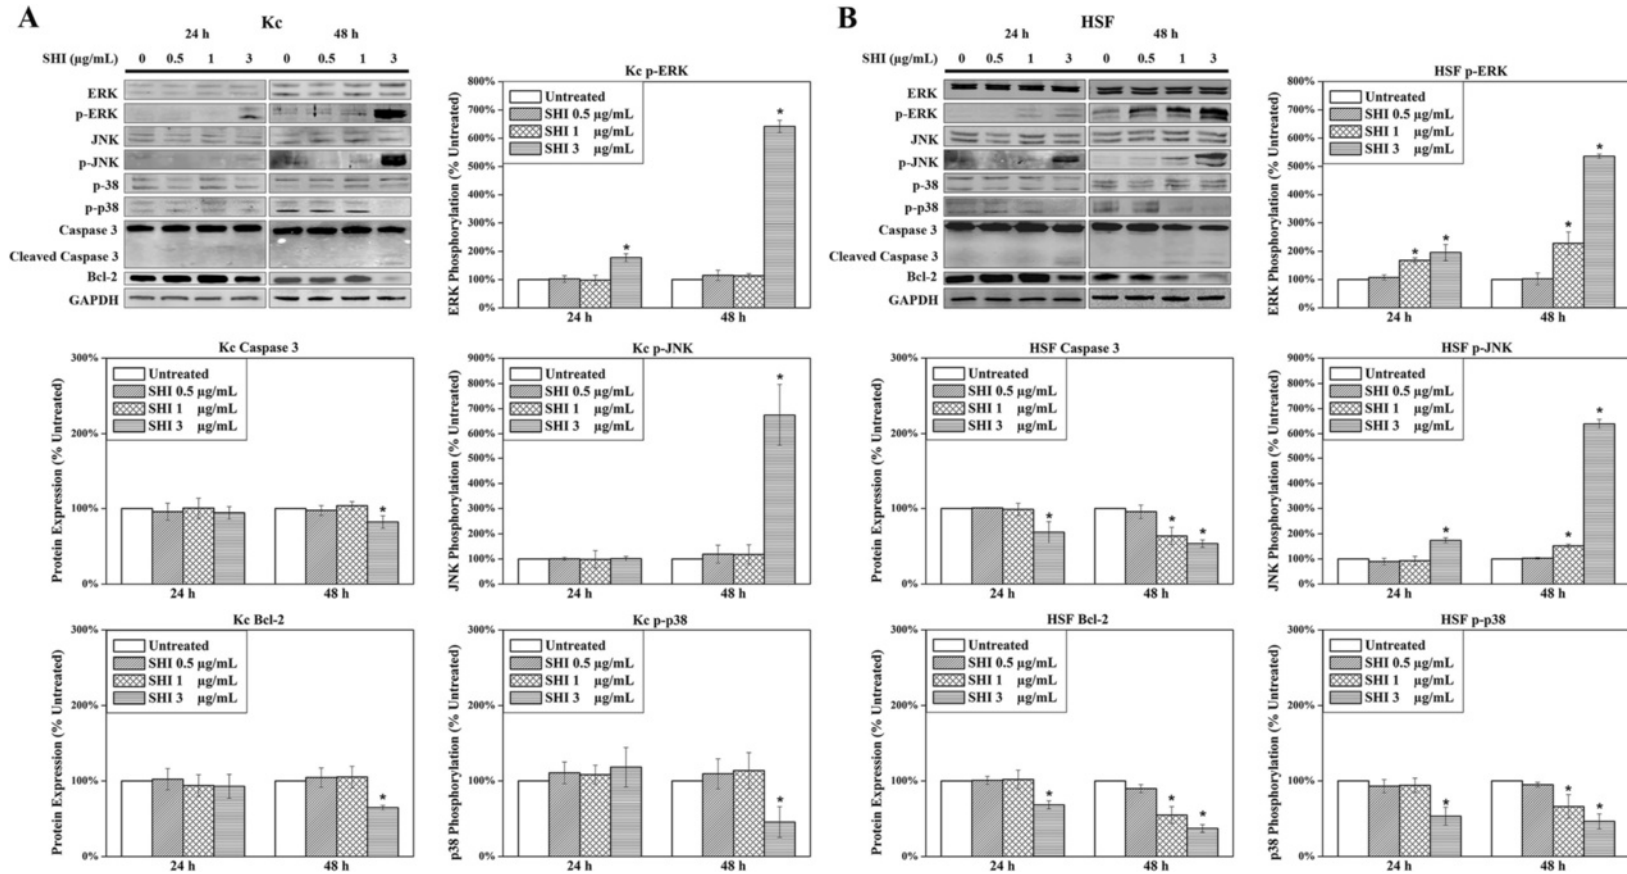 A
Kc
24 h 48 h
SHI (µg/mL) 0 0.5 1 3 0 0.5 1 3
ERK
p-ERK
JNK
p-JNK
p-38
p-p38
Caspase 3
Cleaved Caspase 3
Bcl-2
GAPDH
Kc p-ERK
ERK Phosphorylation (% Untreated)
800%
700%
600%
500%
400%
300%
200%
100%
0%
Untreated
SHI 0.5 µg/mL
SHI 1 µg/mL
SHI 3 µg/mL
*
*
24 h 48 h
B
HSF
24 h 48 h
SHI (µg/mL) 0 0.5 1 3 0 0.5 1 3
ERK
p-ERK
JNK
p-JNK
p-38
p-p38
Caspase 3
Cleaved Caspase 3
Bcl-2
GAPDH
HSF p-ERK
ERK Phosphorylation (% Untreated)
800%
700%
600%
500%
400%
300%
200%
100%
0%
Untreated
SHI 0.5 µg/mL
SHI 1 µg/mL
SHI 3 µg/mL
* * * *
24 h 48 h
Kc Caspase 3
Protein Expression (% Untreated)
300%
200%
100%
0%
Untreated
SHI 0.5 µg/mL
SHI 1 µg/mL
SHI 3 µg/mL
*
24 h 48 h
Kc p-JNK
JNK Phosphorylation (% Untreated)
900%
800%
700%
600%
500%
400%
300%
200%
100%
0%
Untreated
SHI 0.5 µg/mL
SHI 1 µg/mL
SHI 3 µg/mL
*
24 h 48 h
HSF Caspase 3
Protein Expression (% Untreated)
300%
200%
100%
0%
Untreated
SHI 0.5 µg/mL
SHI 1 µg/mL
SHI 3 µg/mL
* * *
24 h 48 h
HSF p-JNK
JNK Phosphorylation (% Untreated)
900%
800%
700%
600%
500%
400%
300%
200%
100%
0%
Untreated
SHI 0.5 µg/mL
SHI 1 µg/mL
SHI 3 µg/mL
* * *
24 h 48 h
Kc Bcl-2
Protein Expression (% Untreated)
300%
200%
100%
0%
Untreated
SHI 0.5 µg/mL
SHI 1 µg/mL
SHI 3 µg/mL
*
24 h 48 h
Kc p-p38
p38 Phosphorylation (% Untreated)
300%
200%
100%
0%
Untreated
SHI 0.5 µg/mL
SHI 1 µg/mL
SHI 3 µg/mL
*
24 h 48 h
HSF Bcl-2
Protein Expression (% Untreated)
300%
200%
100%
0%
Untreated
SHI 0.5 µg/mL
SHI 1 µg/mL
SHI 3 µg/mL
* * *
24 h 48 h
HSF p-p38
p38 Phosphorylation (% Untreated)
300%
200%
100%
0%
Untreated
SHI 0.5 µg/mL
SHI 1 µg/mL
SHI 3 µg/mL
* * *
24 h 48 h